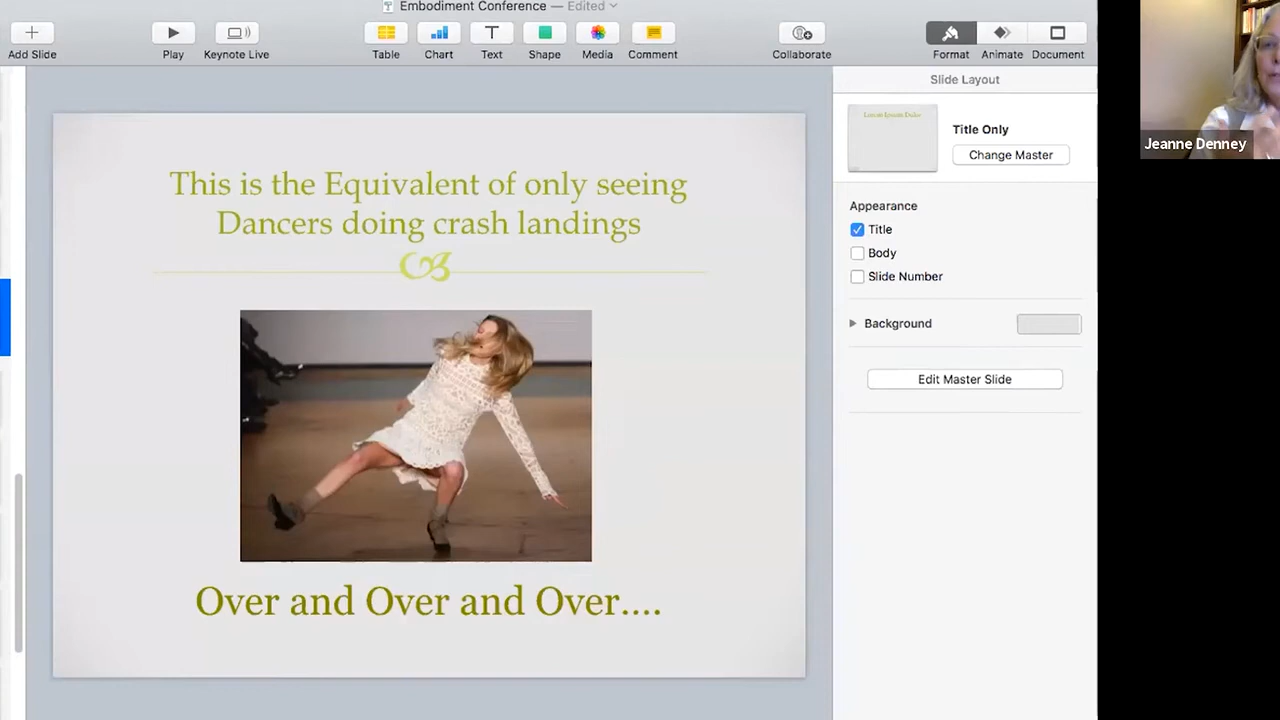 Embodiment Conference — Edited
Add Slide
Play
Keynote Live
Table
Chart
Text
Shape
Media
Comment
Collaborate
Format
Animate
Document
Slide Layout
Title Only
Change Master
Appearance
Title
Body
Slide Number
Background
Edit Master Slide
This is the Equivalent of only seeing
Dancers doing crash landings
Over and Over and Over....
Jeanne Denney